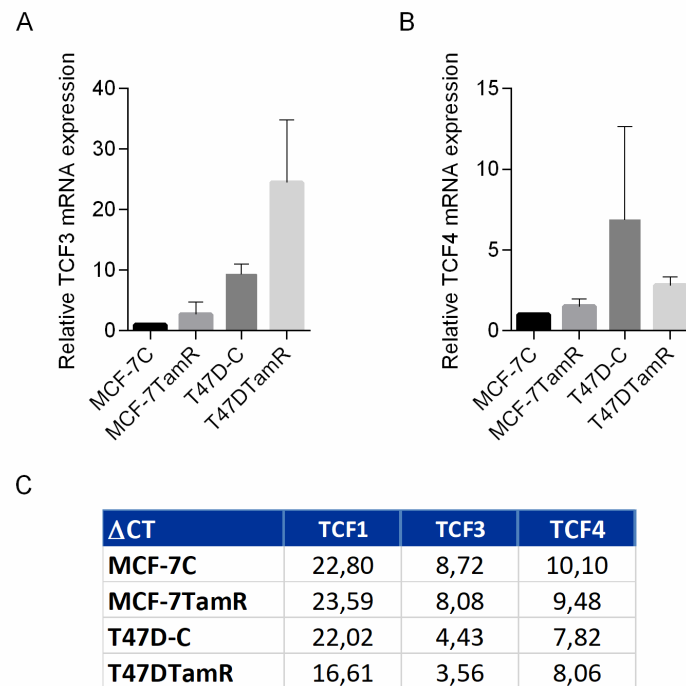 A
B
Relative TCF3 mRNA expression
40
30
20
10
0
MCF-7C
MCF-7TamR
T47D-C
T47DTamR
Relative TCF4 mRNA expression
15
10
5
0
MCF-7C
MCF-7TamR
T47D-C
T47DTamR
C
ΔCT TCF1 TCF3 TCF4
MCF-7C 22,80 8,72 10,10
MCF-7TamR 23,59 8,08 9,48
T47D-C 22,02 4,43 7,82
T47DTamR 16,61 3,56 8,06